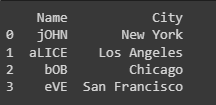 Name City
0 jOHN New York
1 aLICE Los Angeles
2 bOB Chicago
3 eVE San Francisco